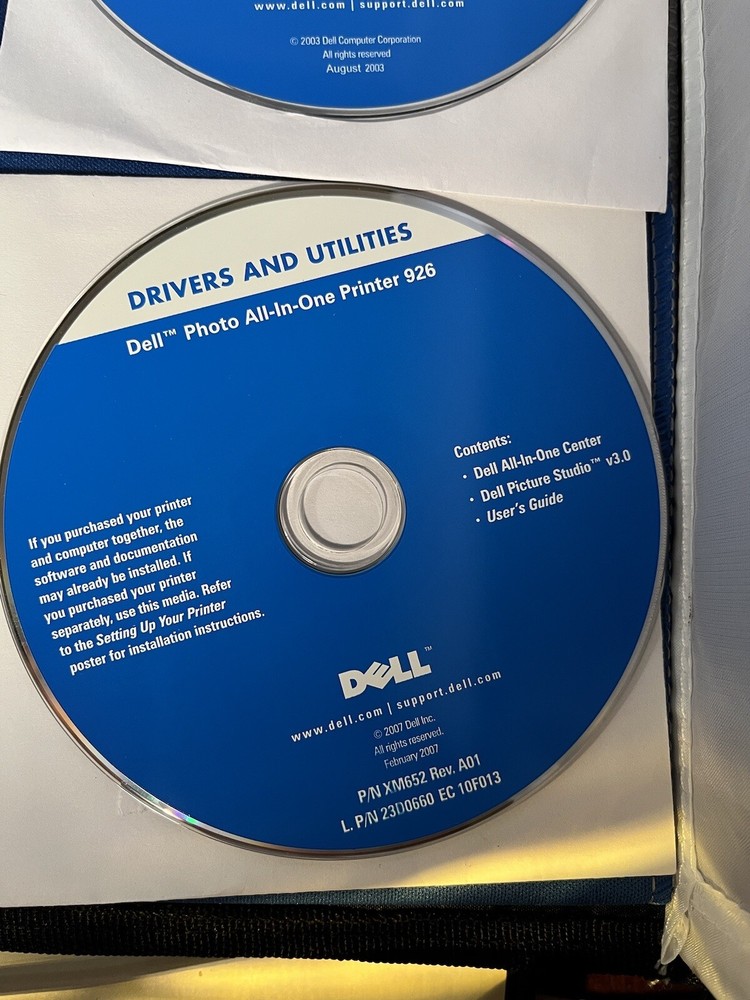 www.dell.com | support.dell.com
© 2003 Dell Computer Corporation
All rights reserved
August 2003
DRIVERS AND UTILITIES
Dell™ Photo All-In-One Printer 926
Contents:
• Dell All-In-One Center
• Dell Picture Studio™ v3.0
• User's Guide
If you purchased your printer
and computer together, the
software and documentation
may already be installed. If
you purchased your printer
separately, use this media. Refer
to the Setting Up Your Printer
poster for installation instructions.
DELL™
www.dell.com | support.dell.com
© 2007 Dell Inc.
All rights reserved.
February 2007
P/N XM652 Rev. A01
L. P/N 23D0660 EC 10F013